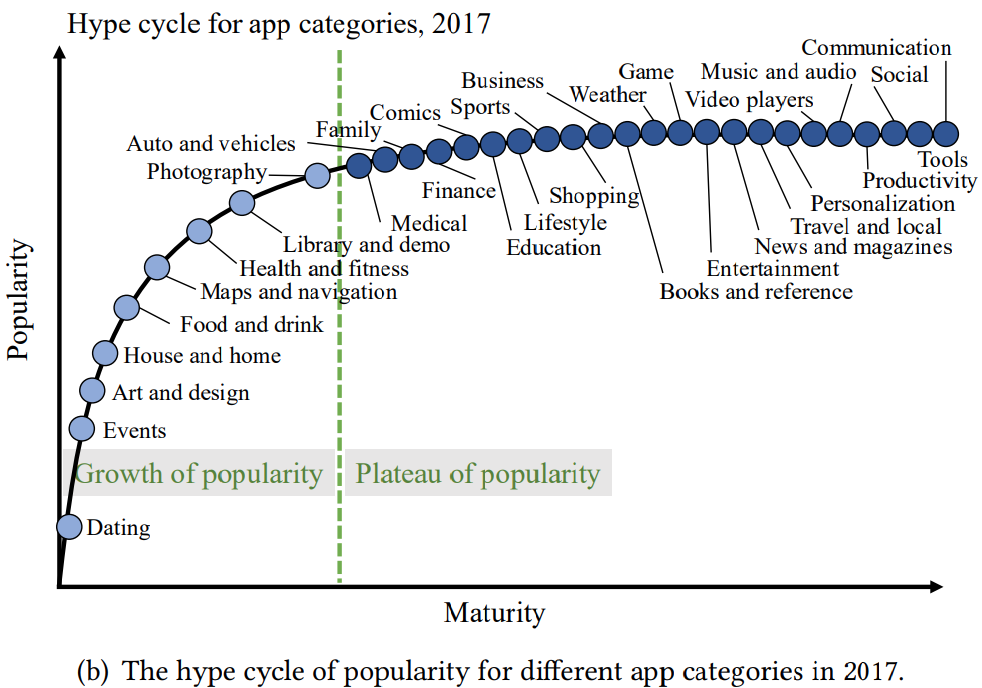 Hype cycle for app categories, 2017
Communication
Game
Music and audio
Social
Business
Weather
Video players
Sports
Comics
Family
Auto and vehicles
Photography
Tools
Productivity
Finance
Shopping
Personalization
Medical
Lifestyle
Travel and local
Library and demo
Education
News and magazines
Health and fitness
Entertainment
Maps and navigation
Books and reference
Food and drink
House and home
Art and design
Events
Growth of popularity
Plateau of popularity
Dating
Popularity
Maturity
(b) The hype cycle of popularity for different app categories in 2017.